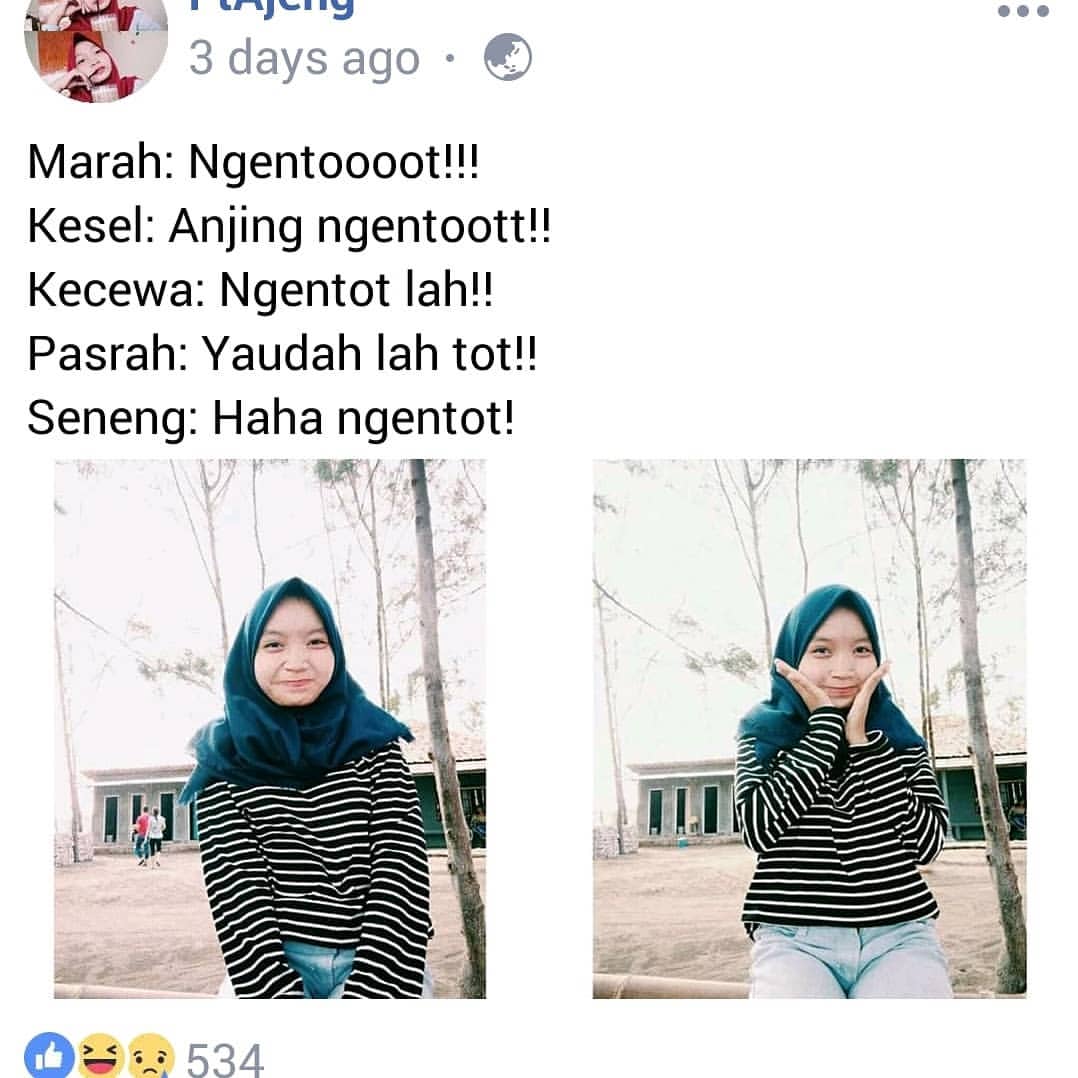 3 days ago
Marah: Ngentoooot!!!
Kesel: Anjing ngentoott!!
Kecewa: Ngentot lah!!
Pasrah: Yaudah lah tot!!
Seneng: Haha ngentot!
534